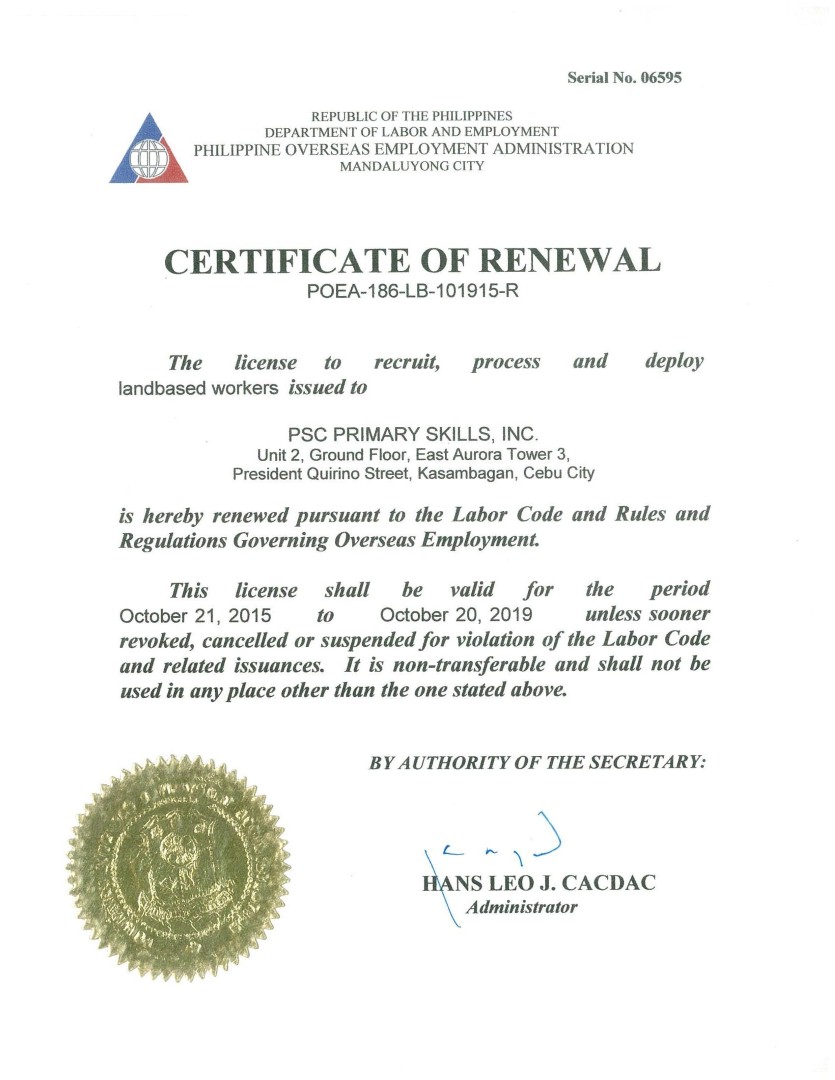 Serial No. 06595
REPUBLIC OF THE PHILIPPINES
DEPARTMENT OF LABOR AND EMPLOYMENT
PHILIPPINE OVERSEAS EMPLOYMENT ADMINISTRATION
MANDALUYONG CITY
CERTIFICATE OF RENEWAL
POEA-186-LB-101915-R
The license to recruit, process and deploy
landbased workers issued to
PSC PRIMARY SKILLS, INC.
Unit 2, Ground Floor, East Aurora Tower 3,
President Quirino Street, Kasambagan, Cebu City
is hereby renewed pursuant to the Labor Code and Rules and
Regulations Governing Overseas Employment.
This license shall be valid for the period
October 21, 2015 to October 20, 2019 unless sooner
revoked, cancelled or suspended for violation of the Labor Code
and related issuances. It is non-transferable and shall not be
used in any place other than the one stated above.
BY AUTHORITY OF THE SECRETARY:
HANS LEO J. CACDAC
Administrator